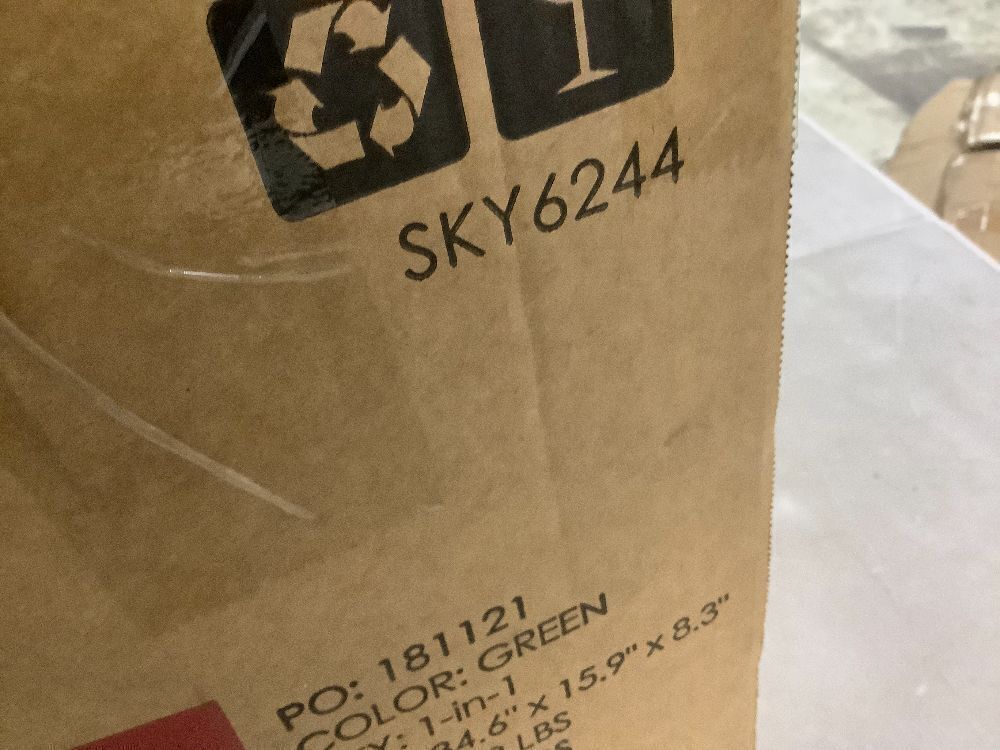 SKY6244
PO: 181121
COLOR: GREEN
1-in-1
34.6" x 15.9" x 8.3"
LBS